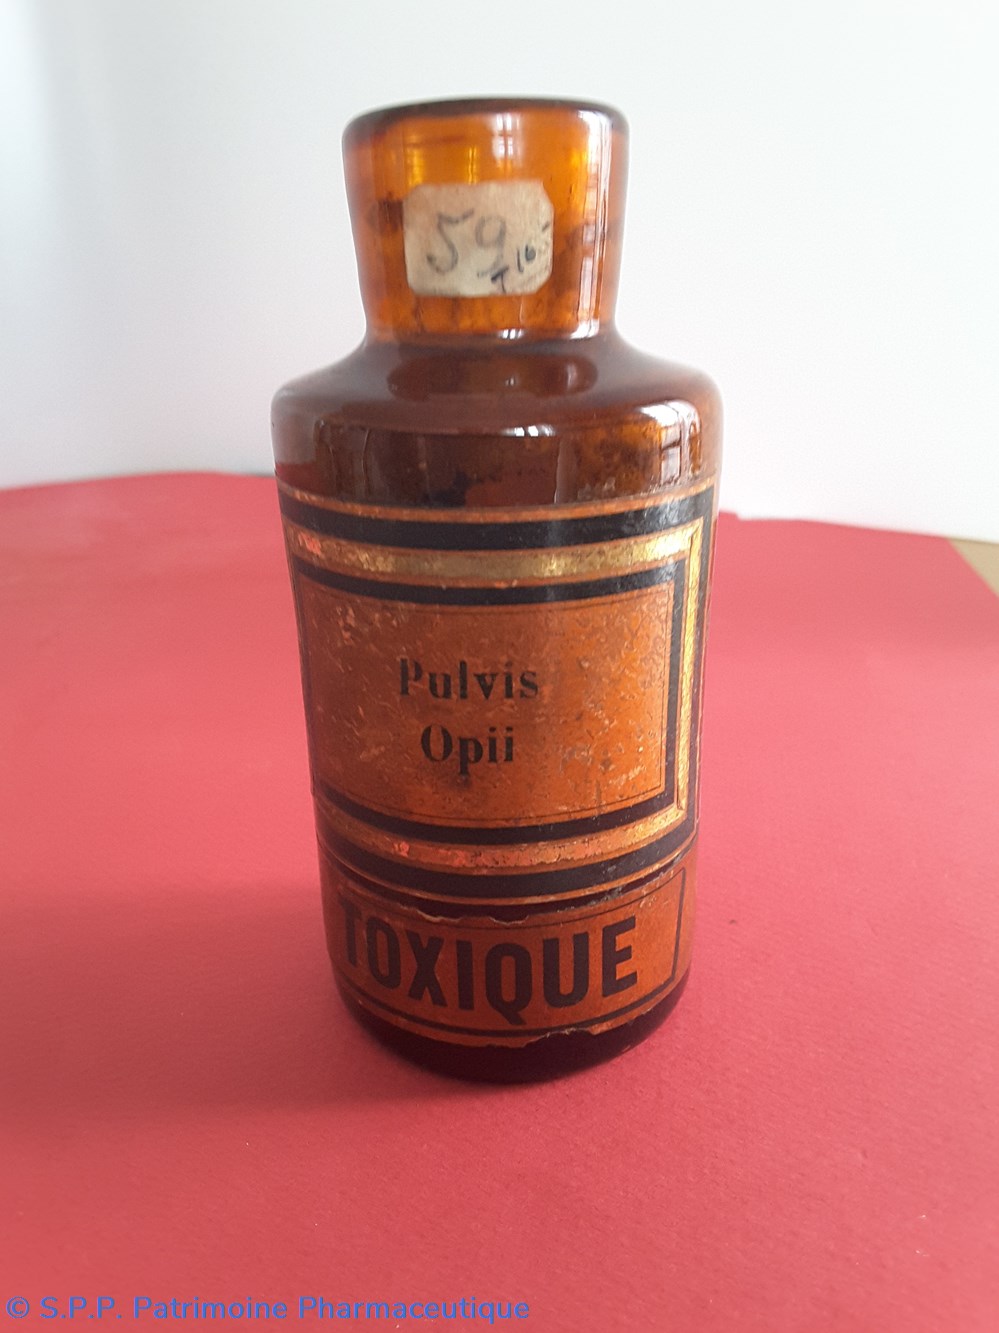 59
Pulvis
Opii
TOXIQUE
© S.P.P. Patrimoine Pharmaceutique